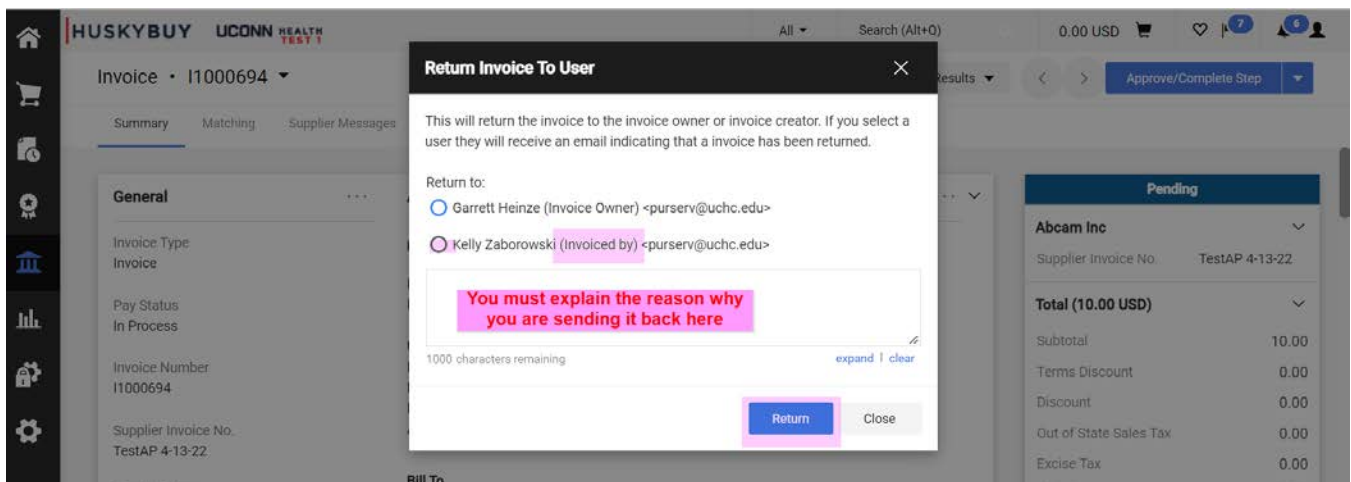 HUSKYBUY UCONN HEALTH TEST 1
All Search (Alt+Q) 0.00 USD 7 6
Invoice • I1000694
Results Approve/Complete Step
Summary Matching Supplier Messages
Return Invoice To User
This will return the invoice to the invoice owner or invoice creator. If you select a
user they will receive an email indicating that a invoice has been returned.
Return to:
Garrett Heinze (Invoice Owner) <purserv@uchc.edu>
Kelly Zaborowski (Invoiced by) <purserv@uchc.edu>
You must explain the reason why
you are sending it back here
1000 characters remaining
expand | clear
Return Close
General
Invoice Type
Invoice
Pay Status
In Process
Invoice Number
I1000694
Supplier Invoice No.
TestAP 4-13-22
Bill To
Pending
Abcam Inc
Supplier Invoice No. TestAP 4-13-22
Total (10.00 USD)
Subtotal 10.00
Terms Discount 0.00
Discount 0.00
Out of State Sales Tax 0.00
Excise Tax 0.00